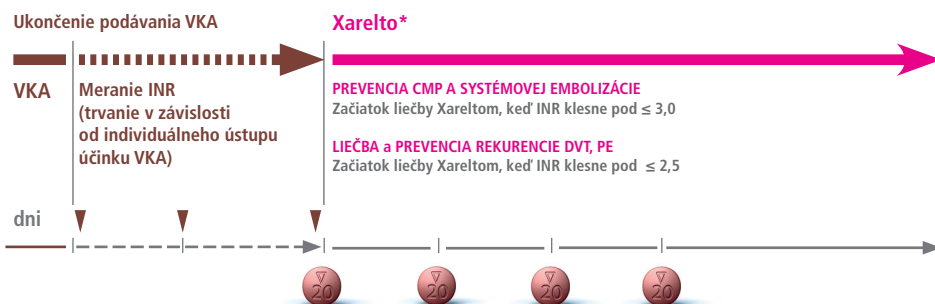 Ukončenie podávania VKA
Xarelto*
VKA
Meranie INR
(trvanie v závislosti
od individuálneho ústupu
účinku VKA)
PREVENCIA CMP A SYSTÉMOVEJ EMBOLIZÁCIE
Začiatok liečby Xareltom, keď INR klesne pod ≤ 3,0
LIEČBA a PREVENCIA REKURENCIE DVT, PE
Začiatok liečby Xareltom, keď INR klesne pod ≤ 2,5
dni
20
20
20
20